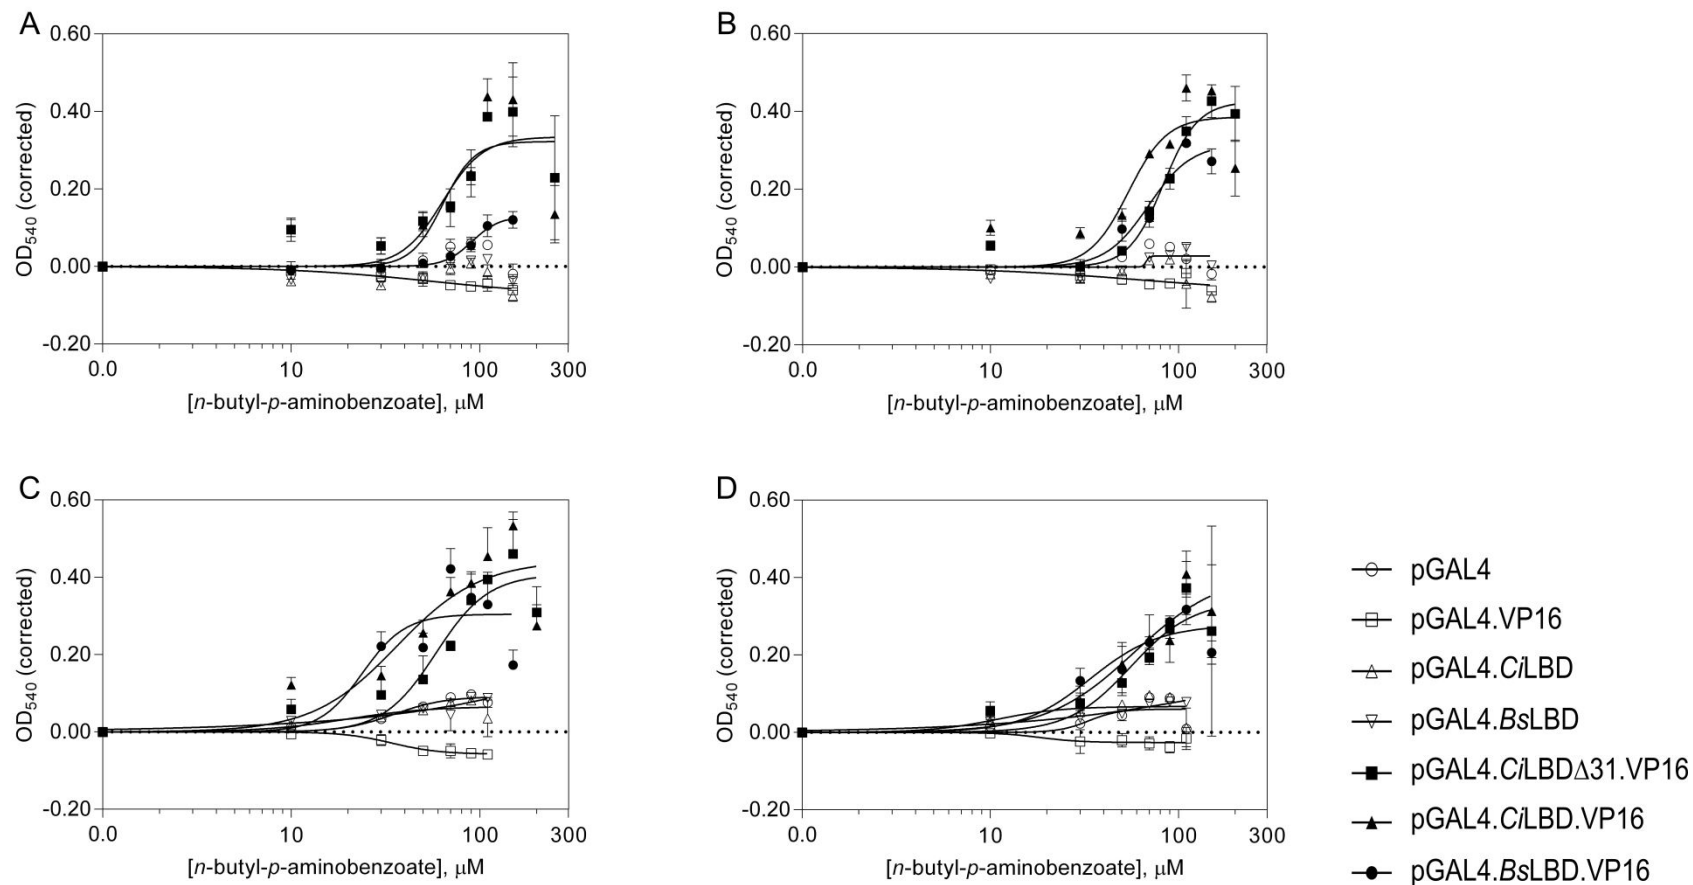 A
B
0.60
0.40
0.20
0.00
-0.20
OD540 (corrected)
0.0
10
100
300
[n-butyl-p-aminobenzoate], μM
0.60
0.40
0.20
0.00
-0.20
OD540 (corrected)
0.0
10
100
300
[n-butyl-p-aminobenzoate], μM
C
D
0.60
0.40
0.20
0.00
-0.20
OD540 (corrected)
0.0
10
100
300
[n-butyl-p-aminobenzoate], μM
0.60
0.40
0.20
0.00
-0.20
OD540 (corrected)
0.0
10
100
300
[n-butyl-p-aminobenzoate], μM
pGAL4
pGAL4.VP16
pGAL4.CiLBD
pGAL4.BsLBD
pGAL4.CiLBDΔ31.VP16
pGAL4.CiLBD.VP16
pGAL4.BsLBD.VP16